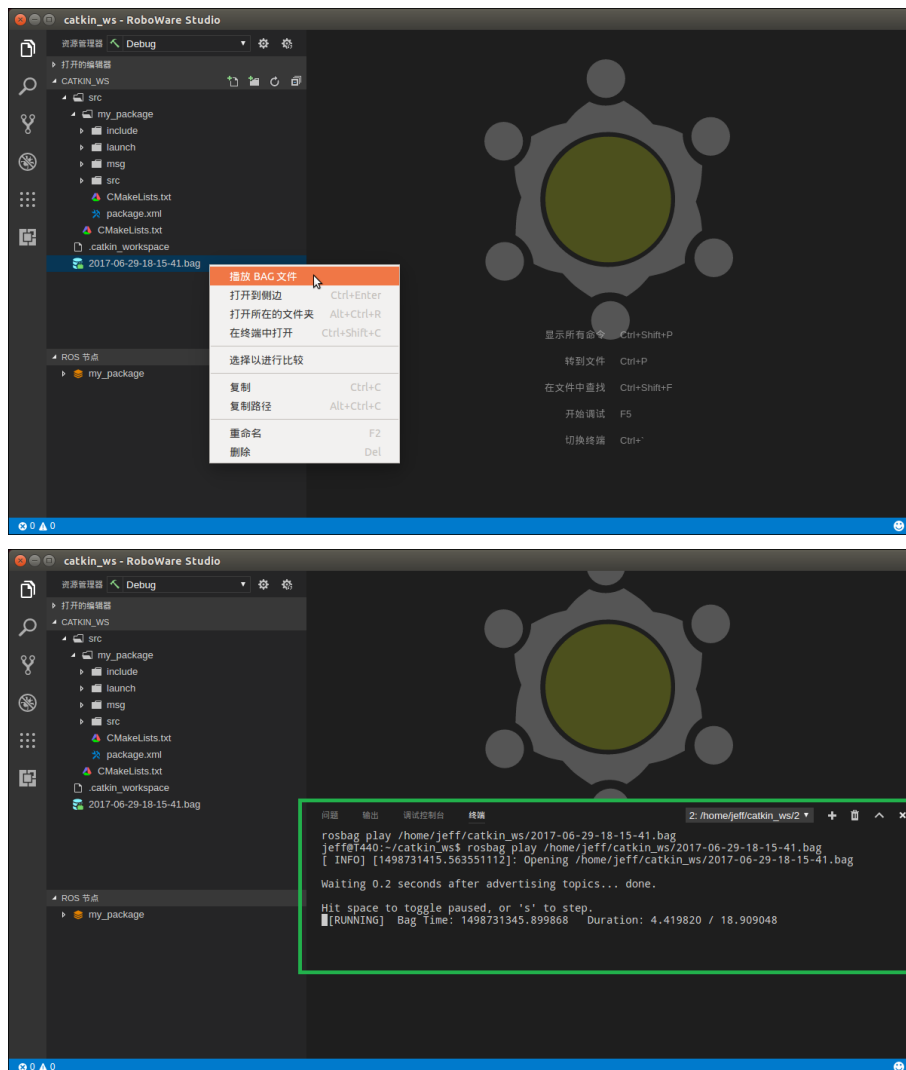 catkin_ws - RoboWare Studio
资源管理器 Debug
打开的编辑器
CATKIN_WS
src
my_package
include
launch
msg
src
CMakeLists.txt
package.xml
CMakeLists.txt
.catkin_workspace
2017-06-29-18-15-41.bag
播放 BAG 文件
打开到侧边 Ctrl+Enter
打开所在的文件夹 Alt+Ctrl+R
在终端中打开 Ctrl+Shift+C
选择以进行比较
复制 Ctrl+C
复制路径 Alt+Ctrl+C
重命名 F2
删除 Del
显示所有命令 Ctrl+Shift+P
转到文件 Ctrl+P
在文件中查找 Ctrl+Shift+F
开始调试 F5
切换终端 Ctrl+`
ROS 节点
my_package
0 0
catkin_ws - RoboWare Studio
资源管理器 Debug
打开的编辑器
CATKIN_WS
src
my_package
include
launch
msg
src
CMakeLists.txt
package.xml
CMakeLists.txt
.catkin_workspace
2017-06-29-18-15-41.bag
ROS 节点
my_package
问题 输出 调试控制台 终端 2: /home/jeff/catkin_ws/2
rosbag play /home/jeff/catkin_ws/2017-06-29-18-15-41.bag
jeff@T440:~/catkin_ws$ rosbag play /home/jeff/catkin_ws/2017-06-29-18-15-41.bag
[ INFO] [1498731415.563551112]: Opening /home/jeff/catkin_ws/2017-06-29-18-15-41.bag
Waiting 0.2 seconds after advertising topics... done.
Hit space to toggle paused, or 's' to step.
[RUNNING] Bag Time: 1498731345.899868 Duration: 4.419820 / 18.909048
0 0